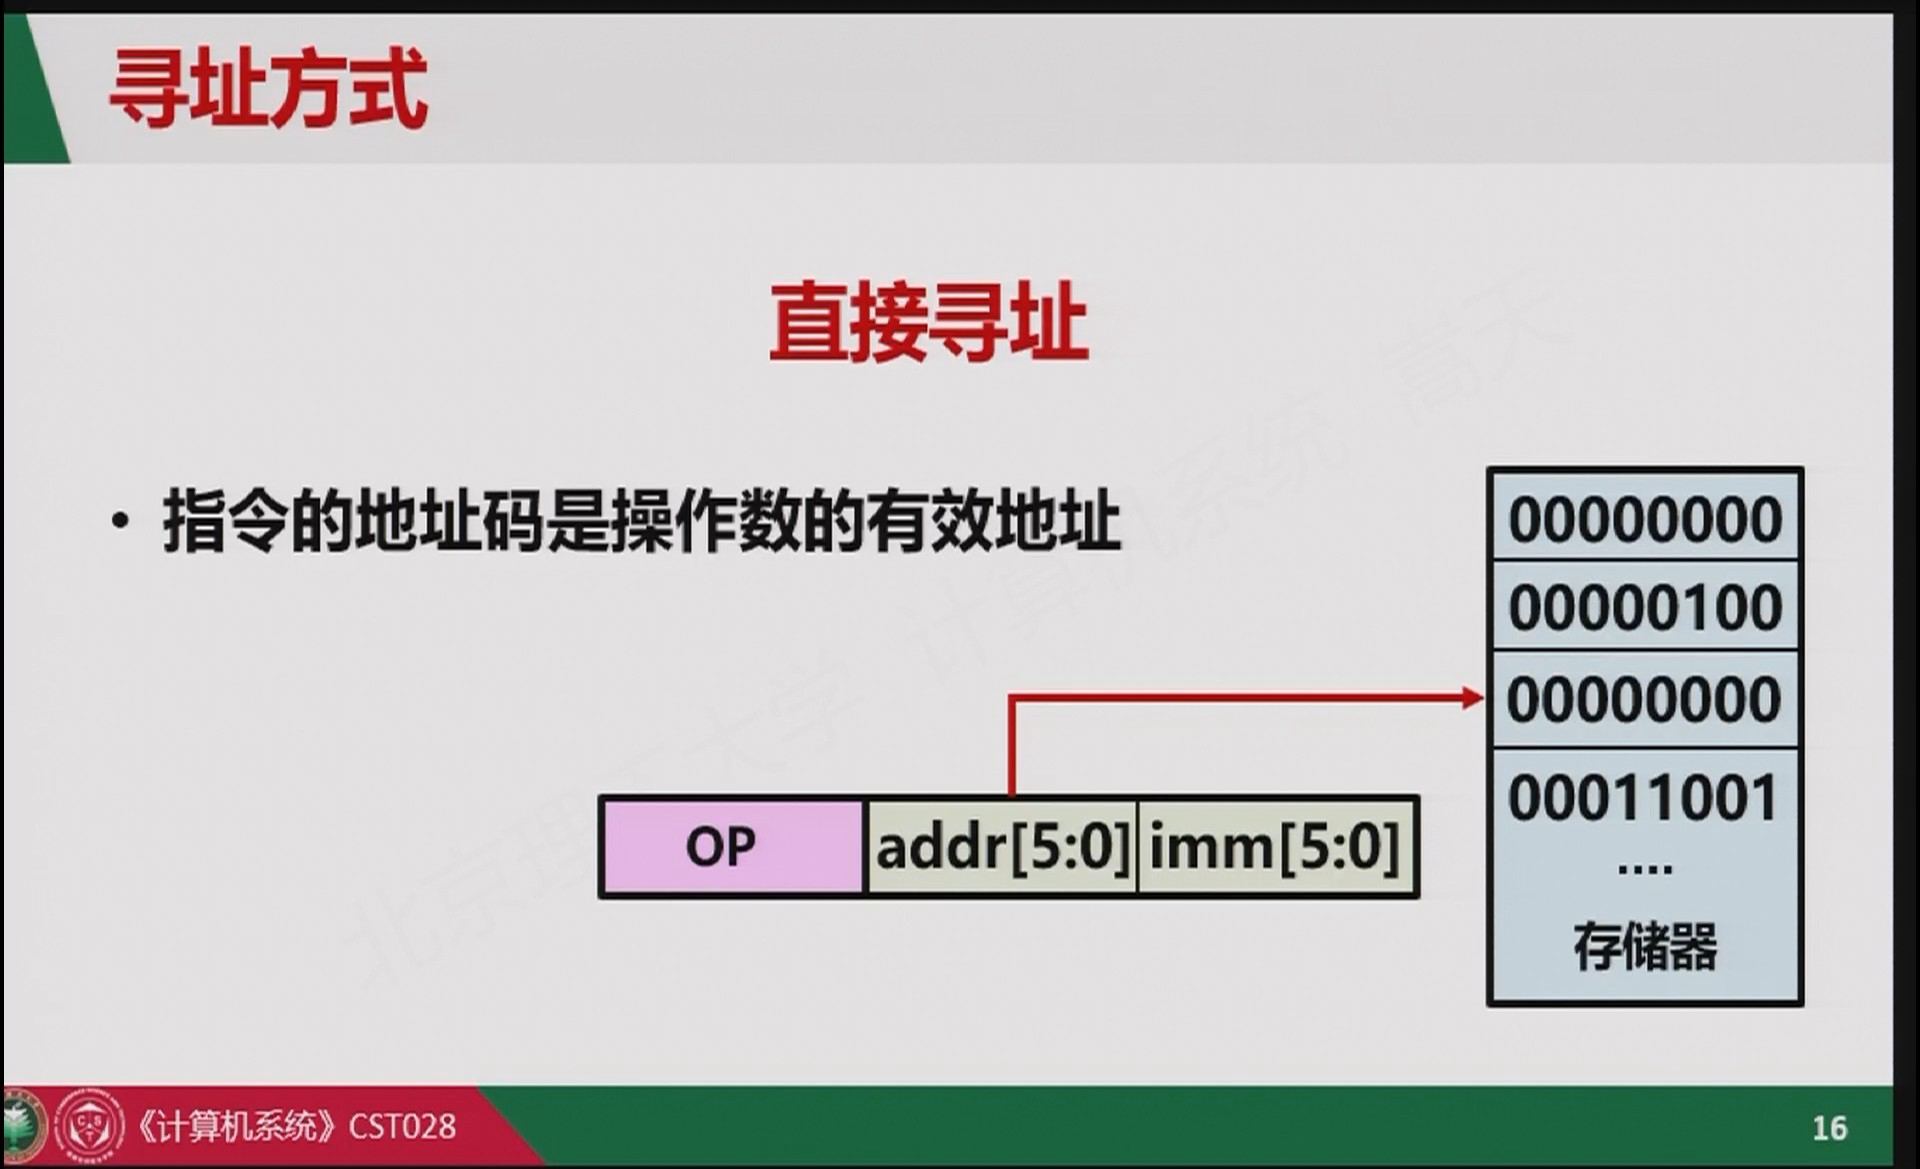 寻址方式
直接寻址
• 指令的地址码是操作数的有效地址
00000000
00000100
00000000
00011001
....
存储器
OP addr[5:0] imm[5:0]
北京理工大学 计算机系统 嵩天
《计算机系统》CST028
16